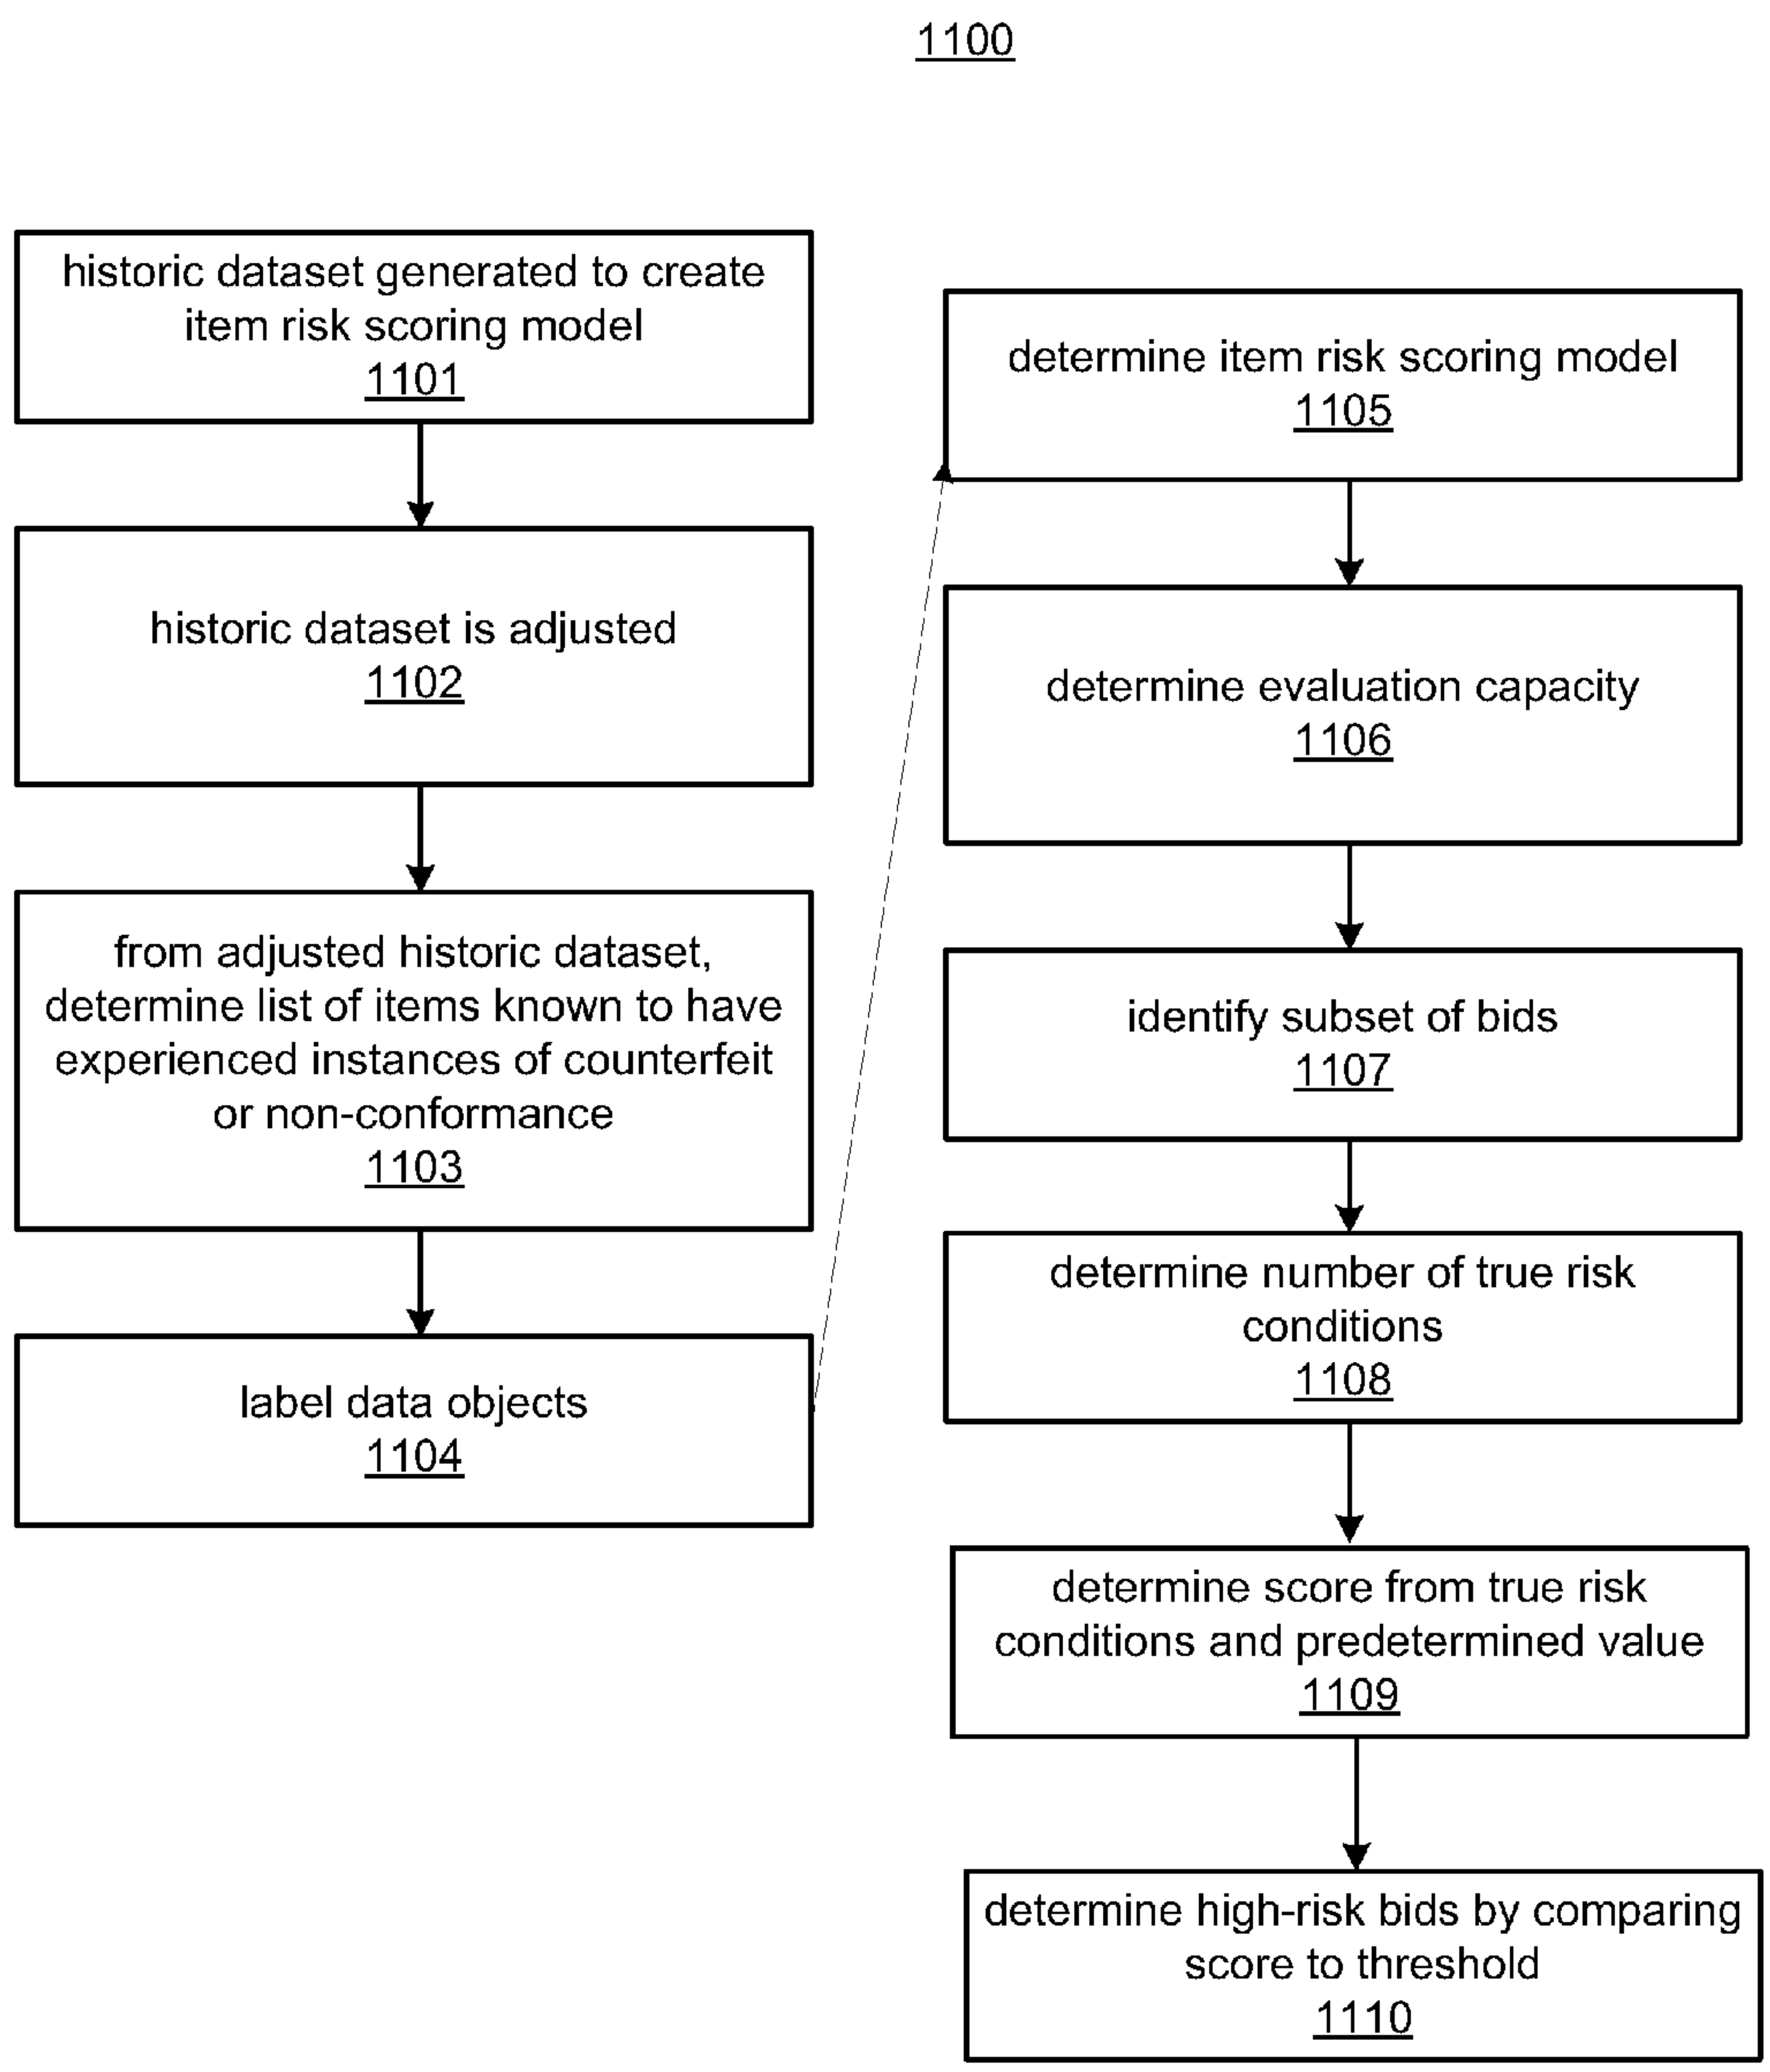 1100
historic dataset generated to create
item risk scoring model
1101
historic dataset is adjusted
1102
from adjusted historic dataset,
determine list of items known to have
experienced instances of counterfeit
or non-conformance
1103
label data objects
1104
determine item risk scoring model
1105
determine evaluation capacity
1106
identify subset of bids
1107
determine number of true risk
conditions
1108
determine score from true risk
conditions and predetermined value
1109
determine high-risk bids by comparing
score to threshold
1110